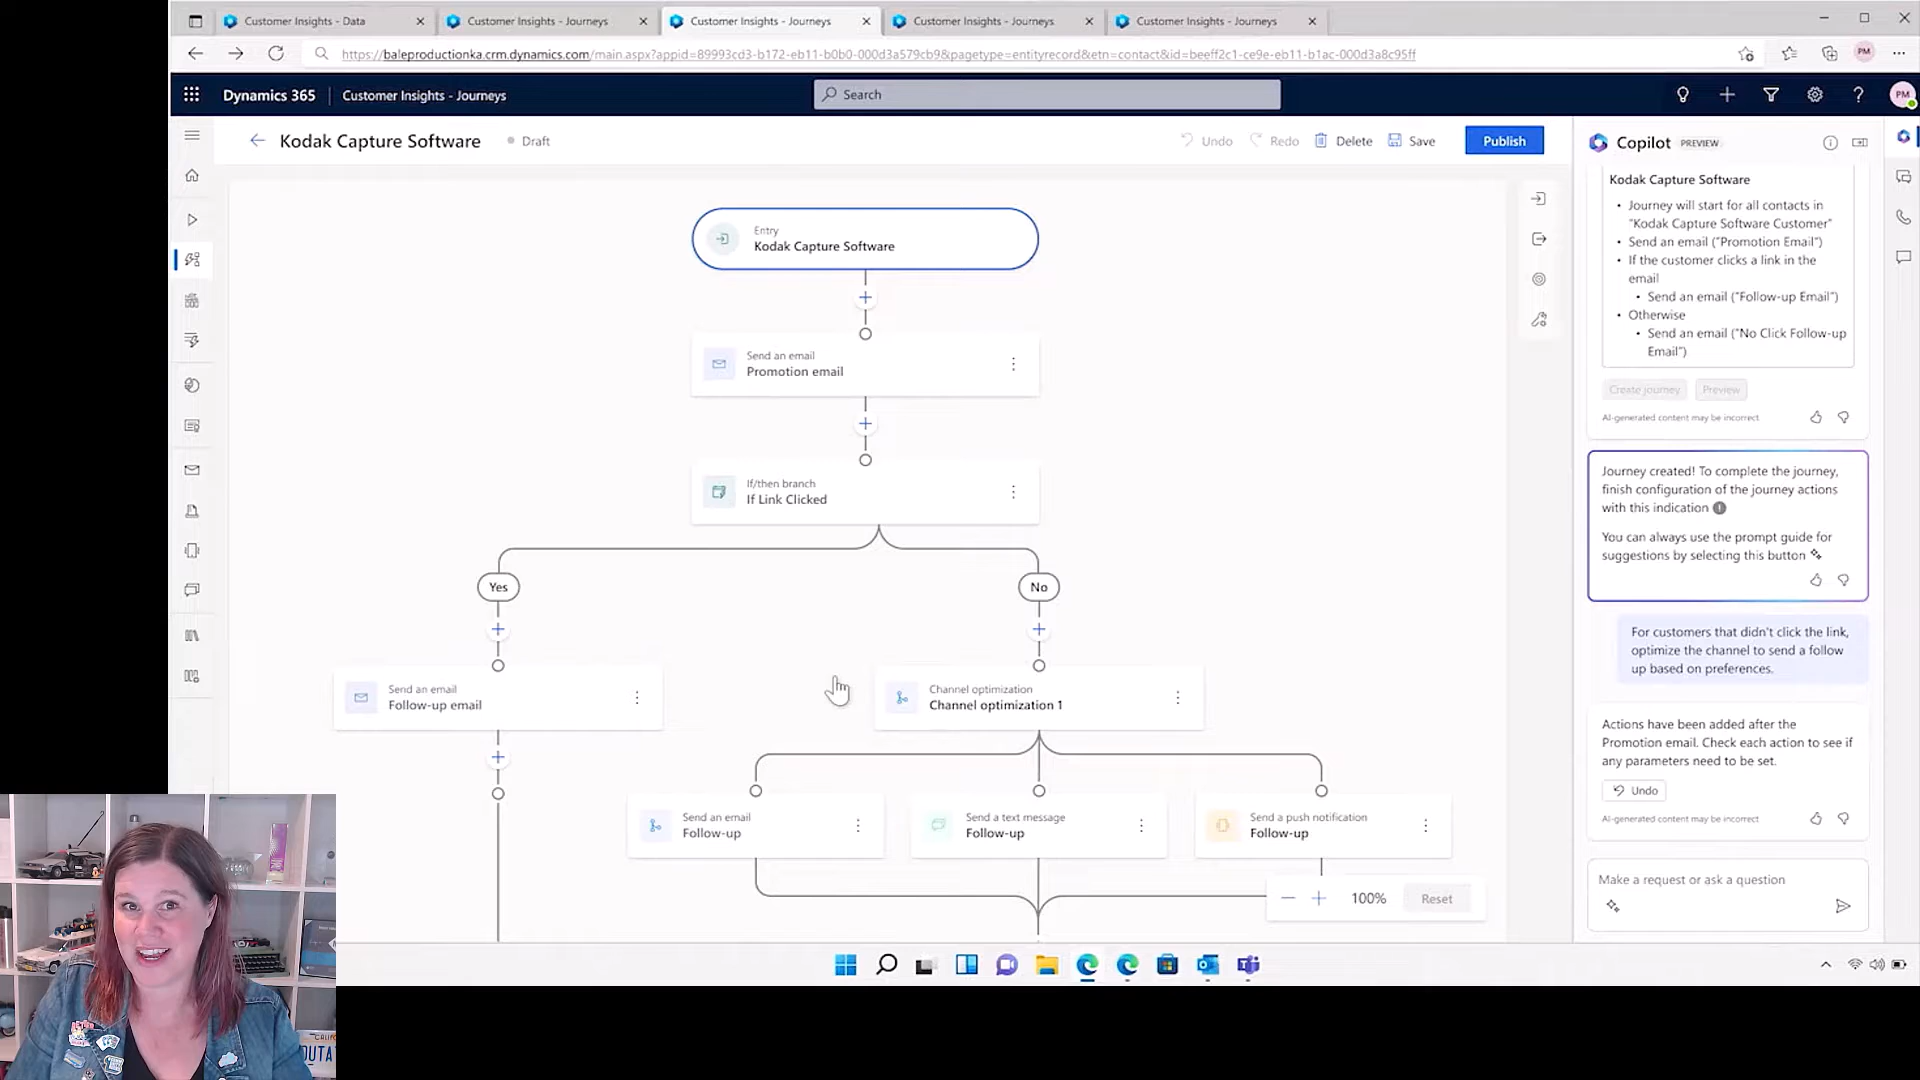 Customer Insights - Data
Customer Insights - Journeys
Customer Insights - Journeys
Customer Insights - Journeys
Customer Insights - Journeys
https://baleproductionka.crm.dynamics.com/main.aspx?appid=89993cd3-b172-eb11-b0b0-000d3a579cb9&pagetype=entityrecord&etn=contact&id=beeff2c1-ce9e-eb11-b1ac-000d3a8c95ff
PM
Dynamics 365
Customer Insights - Journeys
Search
PM
Kodak Capture Software
Draft
Undo
Redo
Delete
Save
Publish
Entry
Kodak Capture Software
Send an email
Promotion email
If/then branch
If Link Clicked
Yes
No
Send an email
Follow-up email
Channel optimization
Channel optimization 1
Send an email
Follow-up
Send a text message
Follow-up
Send a push notification
Follow-up
100%
Reset
Copilot PREVIEW
Kodak Capture Software
• Journey will start for all contacts in
"Kodak Capture Software Customer"
• Send an email ("Promotion Email")
• If the customer clicks a link in the
email
• Send an email ("Follow-up Email")
• Otherwise
• Send an email ("No Click Follow-up
Email")
Create journey
Preview
AI-generated content may be incorrect
Journey created! To complete the journey,
finish configuration of the journey actions
with this indication
You can always use the prompt guide for
suggestions by selecting this button
For customers that didn't click the link,
optimize the channel to send a follow
up based on preferences.
Actions have been added after the
Promotion email. Check each action to see if
any parameters need to be set.
Undo
AI-generated content may be incorrect
Make a request or ask a question